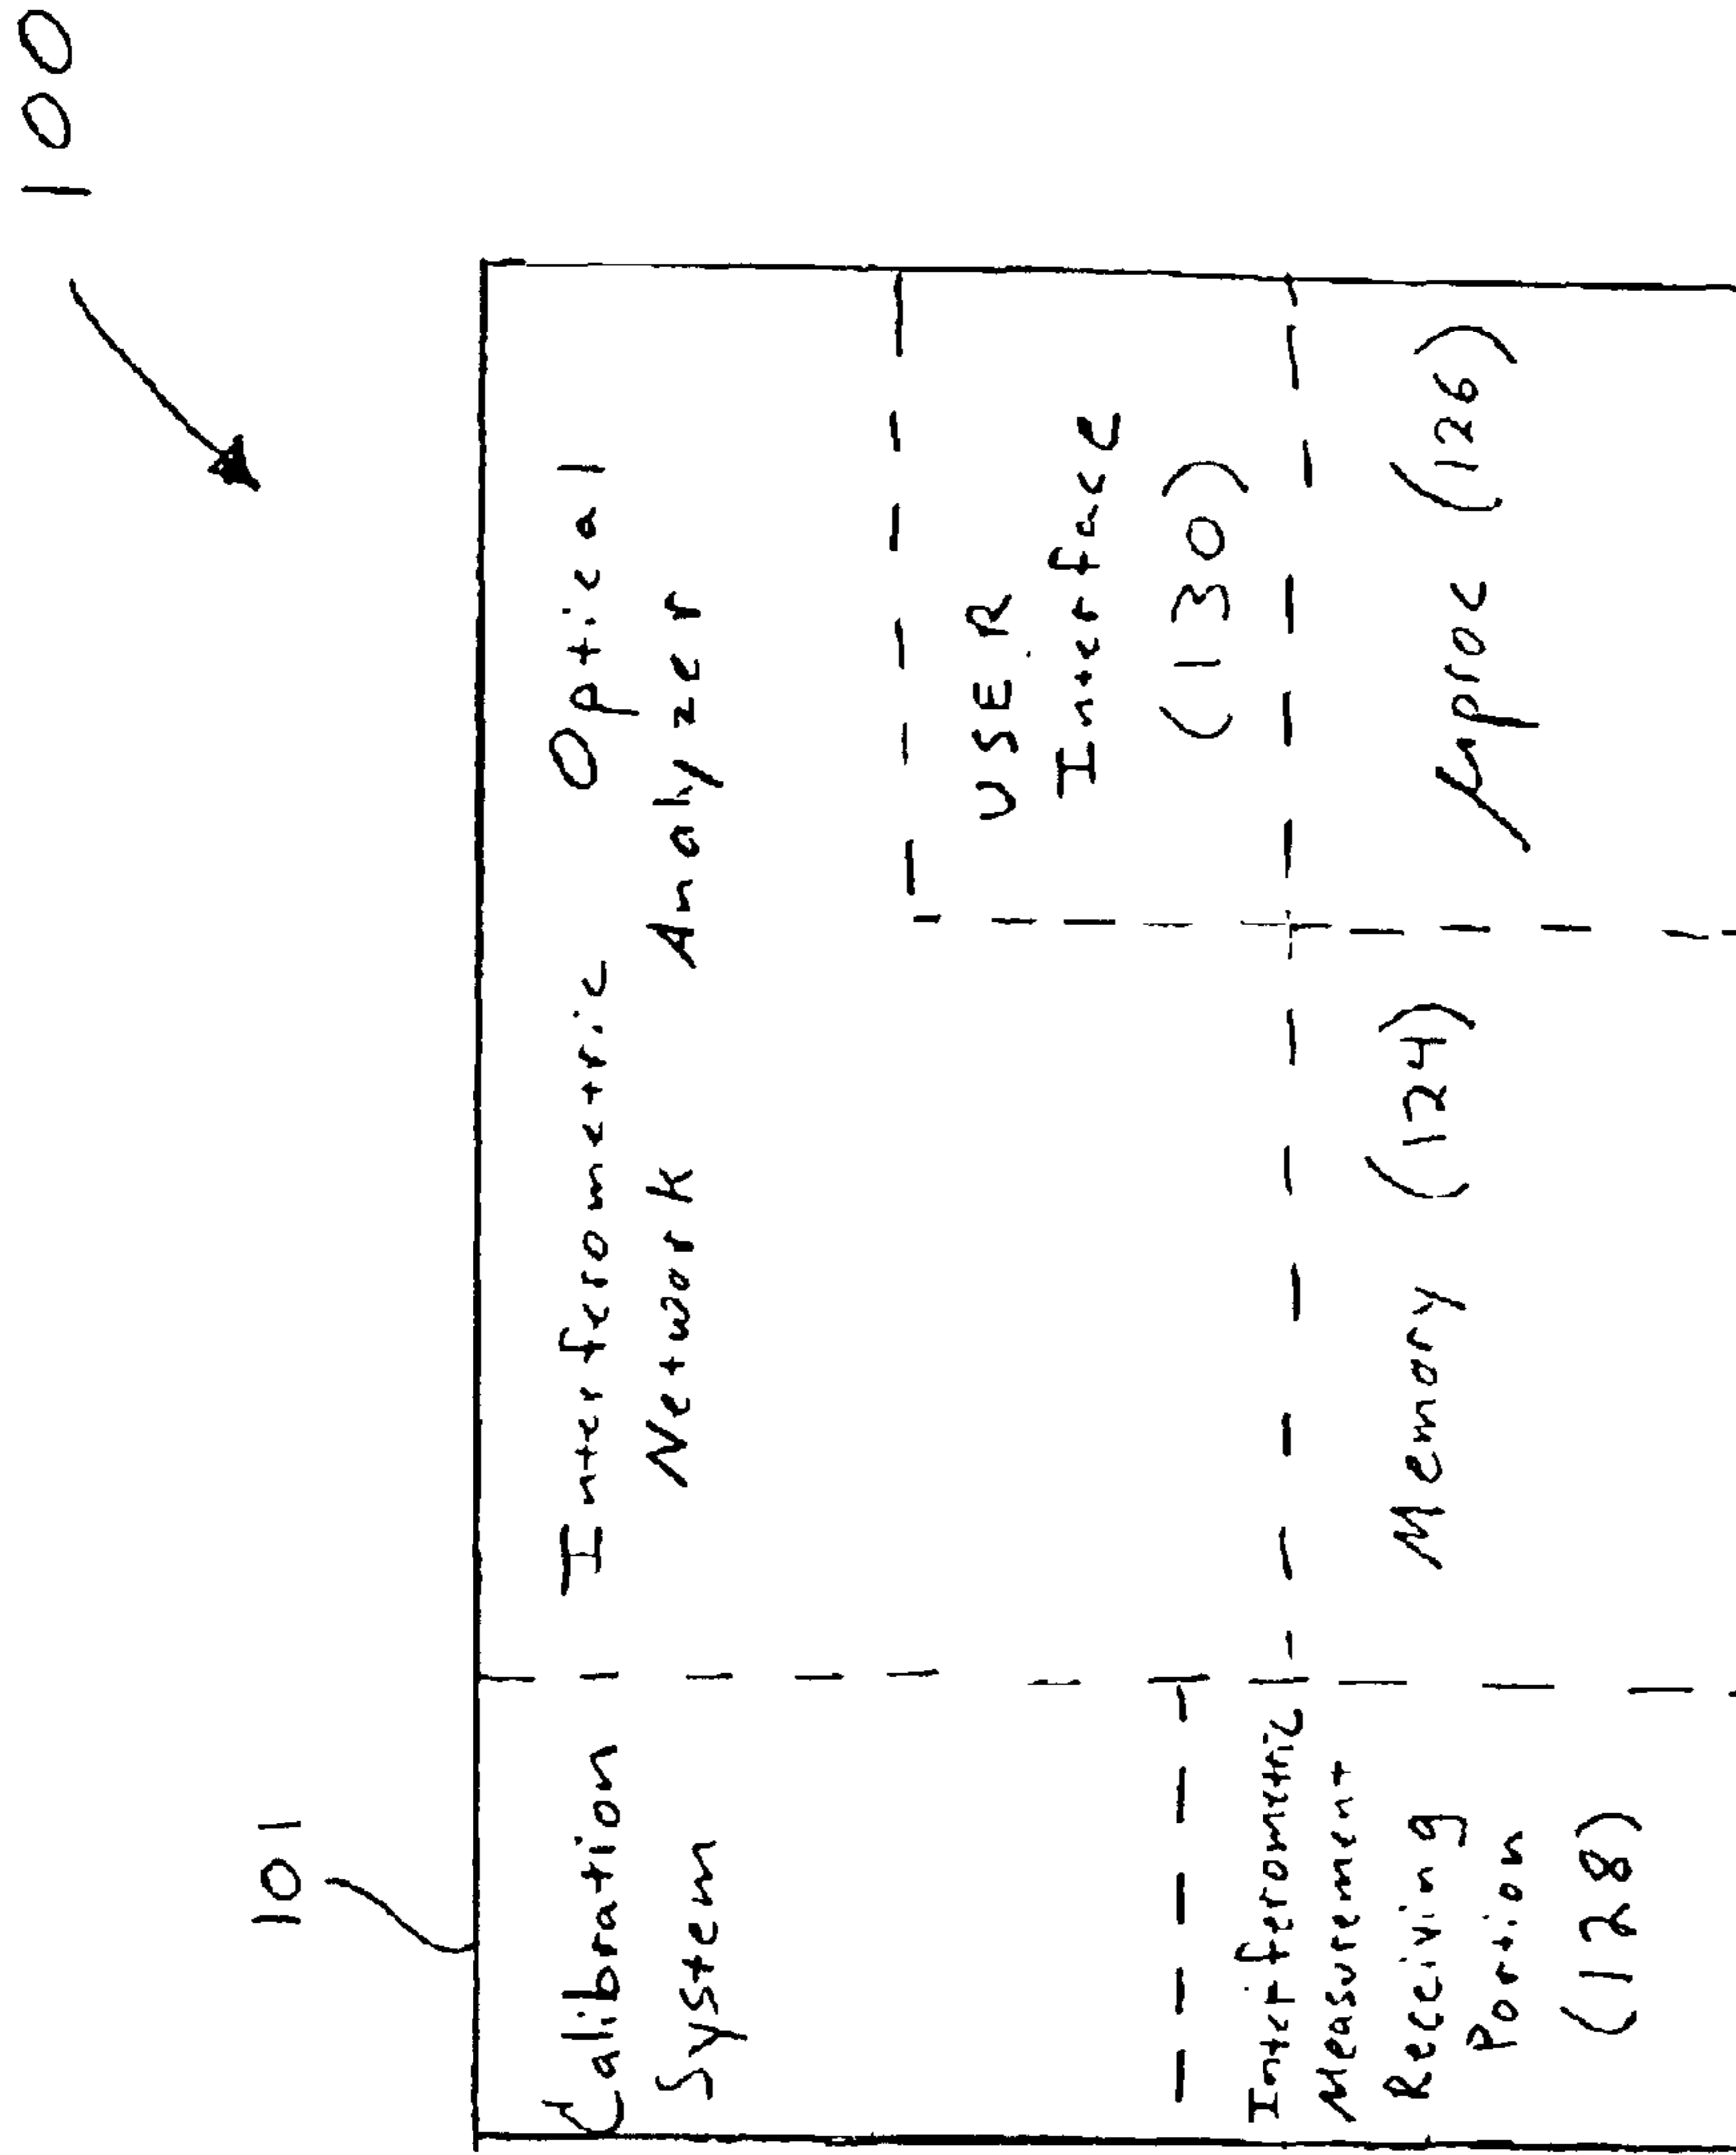 100
101
Calibration
System
Interferometric Optical
Network Analyzer
USER
Interface
(130)
Interferometric
Measurement
Receiving
Portion
(128)
Memory (124)
μproc (126)